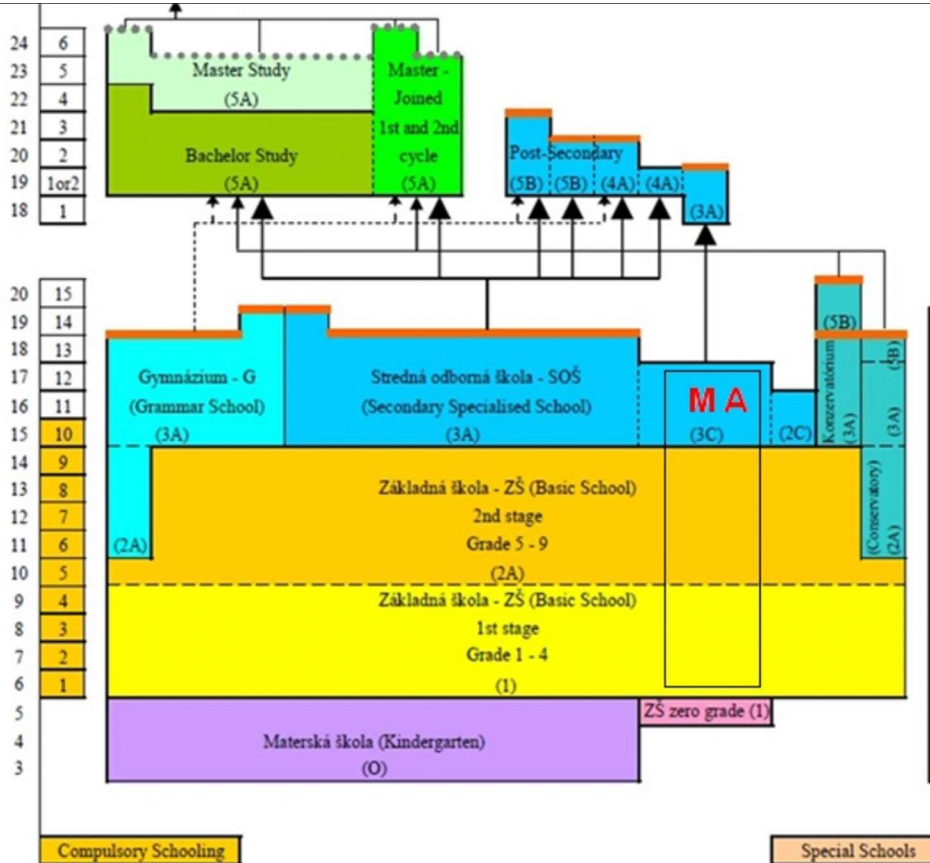 24 6
23 5 Master Study Master -
22 4 (5A) Joined
21 3 1st and 2nd
20 2 Bachelor Study cycle Post-Secondary
19 1or2 (5A) (5A) (5B) (5B) (4A) (4A)
18 1 (3A)
20 15
19 14 (5B)
18 13 (5B)
17 12 Gymnázium - G Stredná odborná škola - SOŠ
16 11 (Grammar School) (Secondary Specialised School) M A Konzervatórium
15 10 (3A) (3A) (3C) (2C) (3A) (3A)
14 9
13 8 Základná škola - ZŠ (Basic School)
12 7 2nd stage (Conservatory)
11 6 (2A) Grade 5 - 9 (2A)
10 5 (2A)
9 4 Základná škola - ZŠ (Basic School)
8 3 1st stage
7 2 Grade 1 - 4
6 1 (1)
5 ZŠ zero grade (1)
4 Materská škola (Kindergarten)
3 (O)
Compulsory Schooling Special Schools